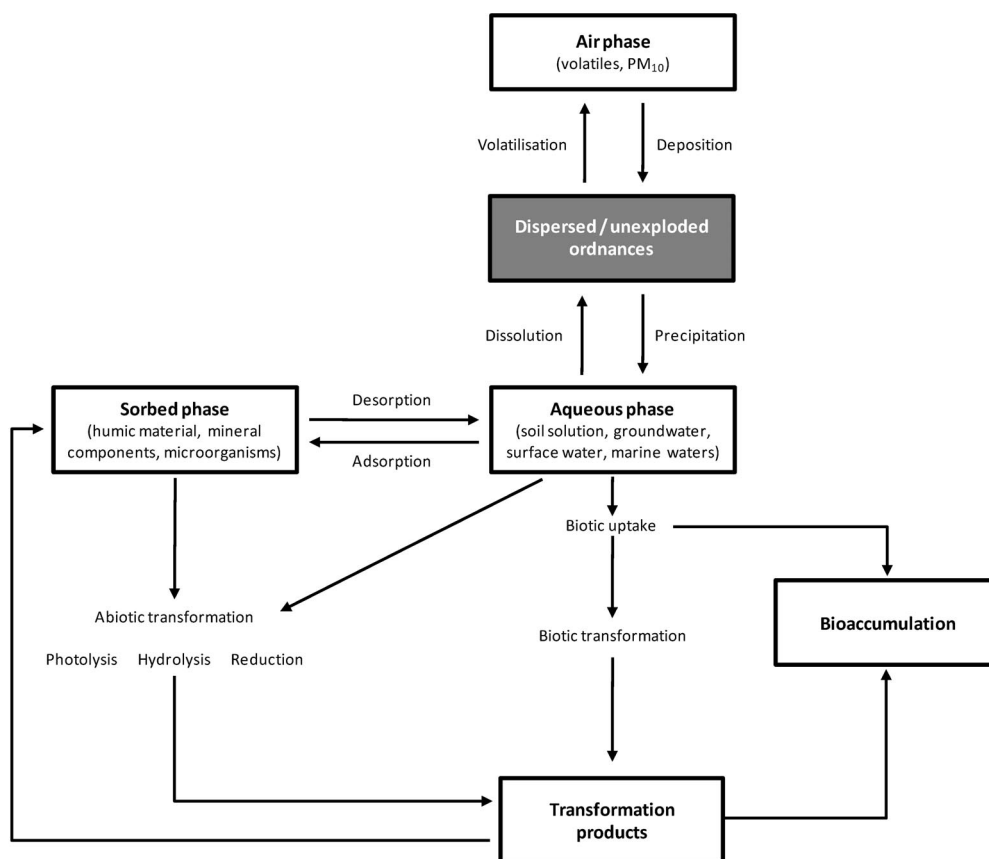 Air phase
(volatiles, PM₁₀)
Volatilisation
Deposition
Dispersed / unexploded
ordnances
Dissolution
Precipitation
Sorbed phase
(humic material, mineral
components, microorganisms)
Desorption
Adsorption
Aqueous phase
(soil solution, groundwater,
surface water, marine waters)
Biotic uptake
Abiotic transformation
Photolysis Hydrolysis Reduction
Biotic transformation
Bioaccumulation
Transformation
products